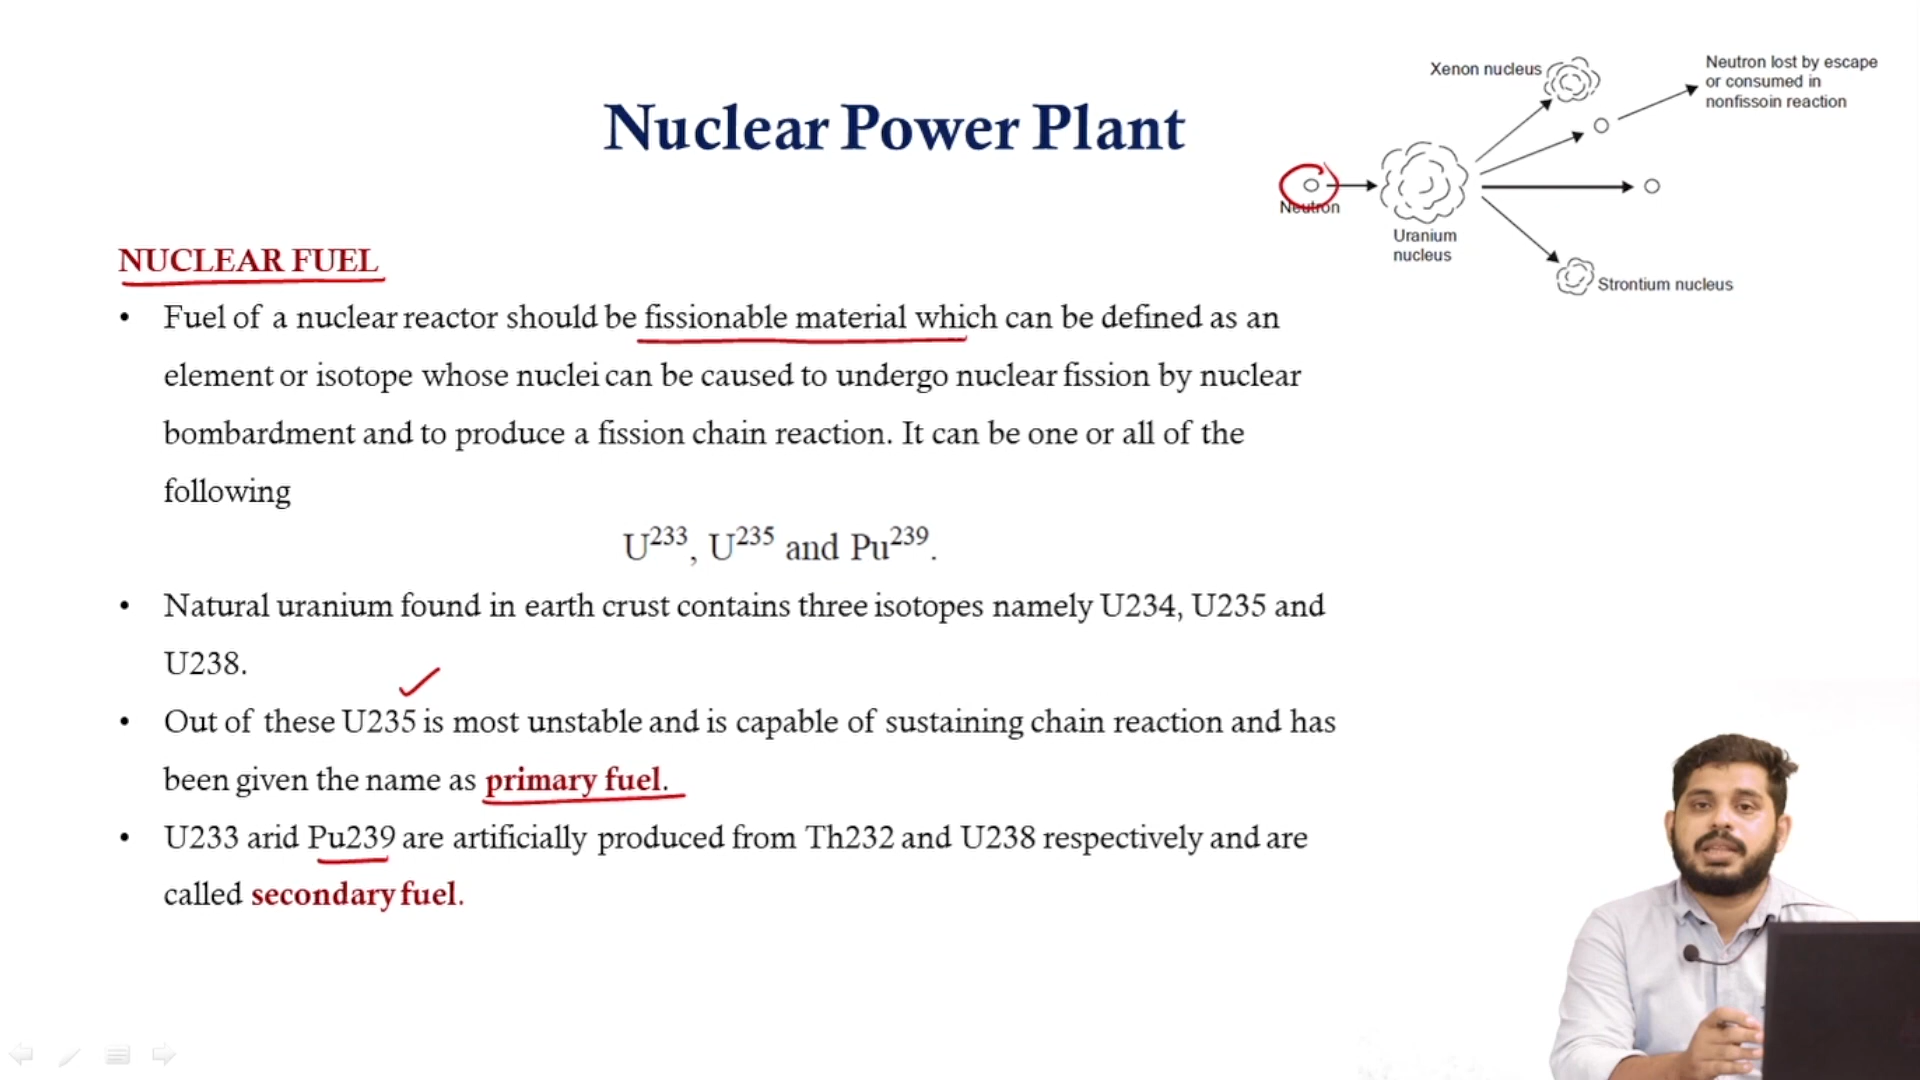 Nuclear Power Plant
Xenon nucleus
Neutron lost by escape
or consumed in
nonfissoin reaction
Neutron
Uranium
nucleus
Strontium nucleus
NUCLEAR FUEL
• Fuel of a nuclear reactor should be fissionable material which can be defined as an
element or isotope whose nuclei can be caused to undergo nuclear fission by nuclear
bombardment and to produce a fission chain reaction. It can be one or all of the
following
U²³³, U²³⁵ and Pu²³⁹.
• Natural uranium found in earth crust contains three isotopes namely U234, U235 and
U238.
• Out of these U235 is most unstable and is capable of sustaining chain reaction and has
been given the name as primary fuel.
• U233 arid Pu239 are artificially produced from Th232 and U238 respectively and are
called secondary fuel.